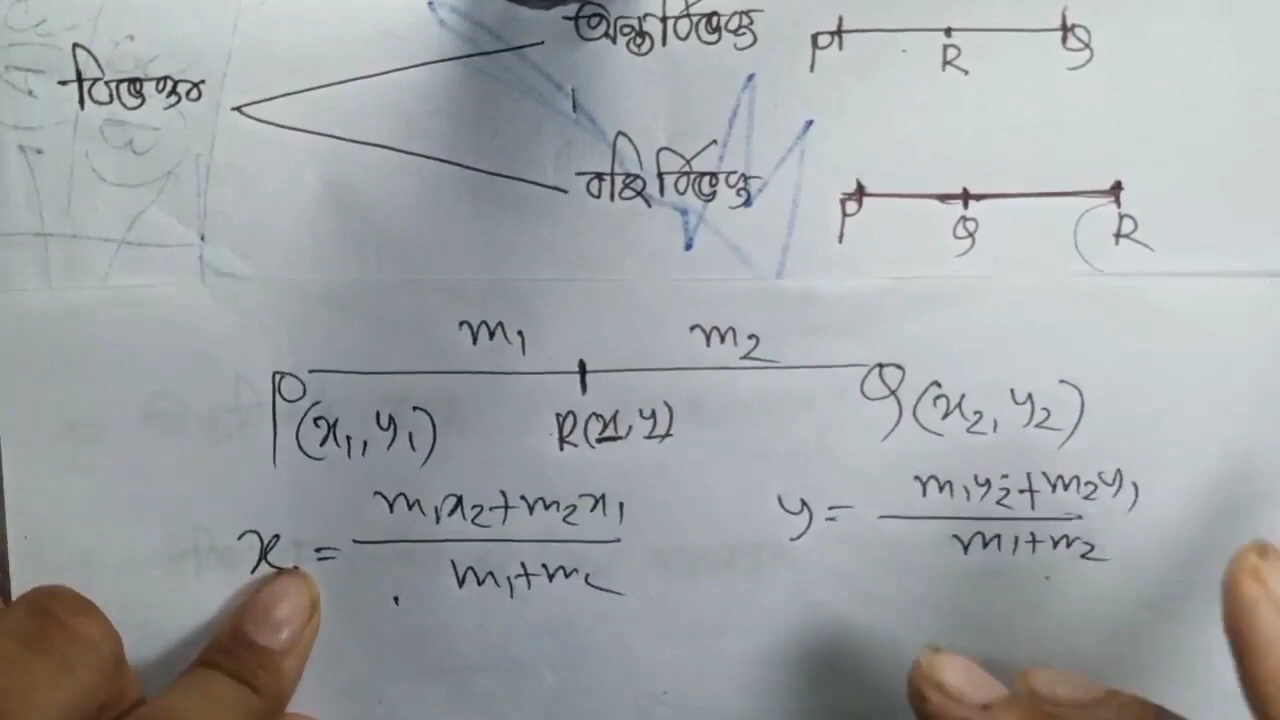 অন্তর্বিভক্ত
P R Q
বিভক্তকরণ
বহির্বিভক্ত
P Q R
m₁ m₂
P(x₁, y₁) R(x, y) Q(x₂, y₂)
x = (m₁x₂+m₂x₁)/(m₁+m₂) y = (m₁y₂+m₂y₁)/(m₁+m₂)